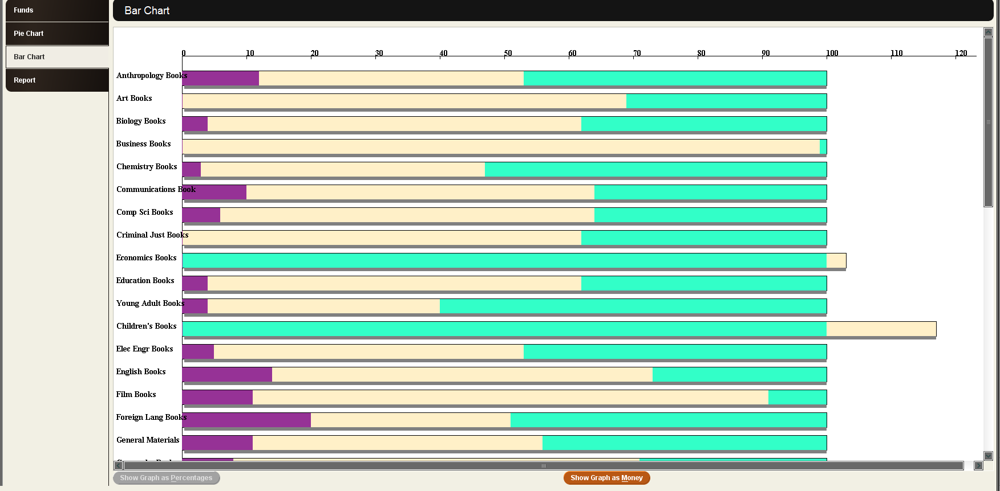 Funds
Pie Chart
Bar Chart
Report
Bar Chart
0 10 20 30 40 50 60 70 80 90 100 110 120
Anthropology Books
Art Books
Biology Books
Business Books
Chemistry Books
Communications Book
Comp Sci Books
Criminal Just Books
Economics Books
Education Books
Young Adult Books
Children's Books
Elec Engr Books
English Books
Film Books
Foreign Lang Books
General Materials
Show Graph as Percentages
Show Graph as Money